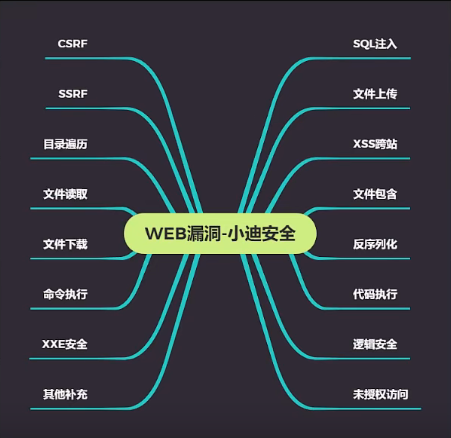 CSRF
SSRF
目录遍历
文件读取
文件下载
命令执行
XXE安全
其他补充
WEB漏洞-小迪安全
SQL注入
文件上传
XSS跨站
文件包含
反序列化
代码执行
逻辑安全
未授权访问